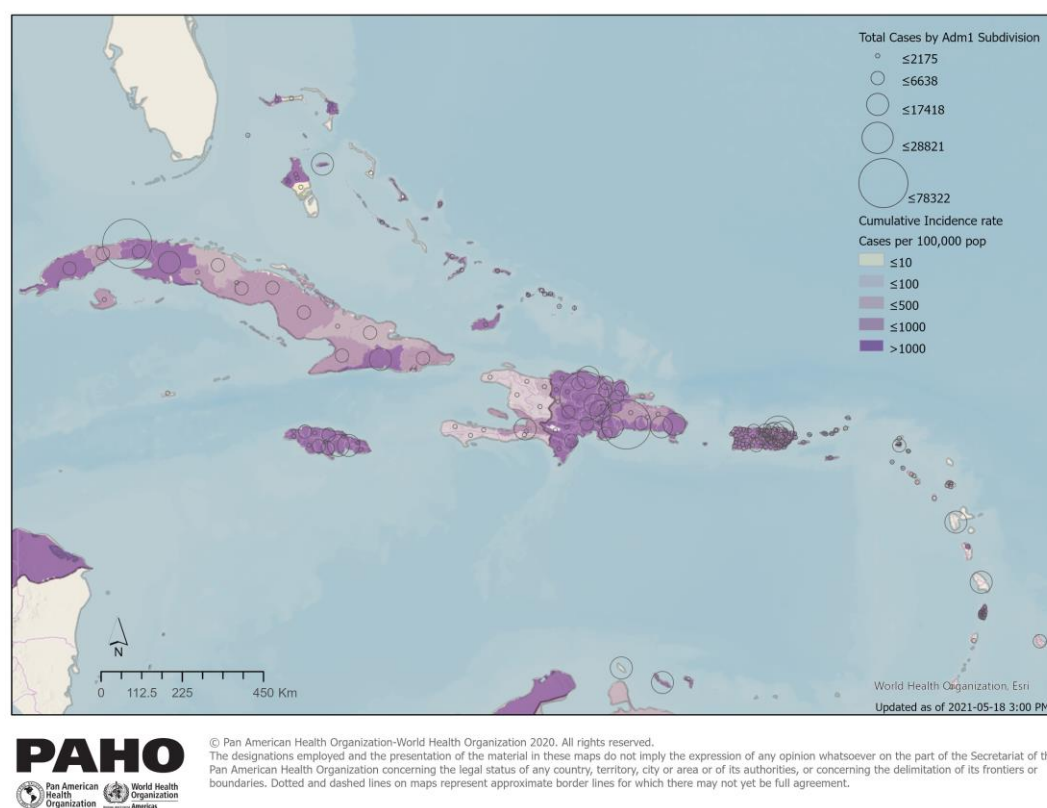 Total Cases by Adm1 Subdivision
≤2175
≤6638
≤17418
≤28821
≤78322
Cumulative Incidence rate
Cases per 100,000 pop
≤10
≤100
≤500
≤1000
>1000
N
0 112.5 225 450 Km
World Health Organization, Esri
Updated as of 2021-05-18 3:00 PM
PAHO
Pan American
Health
Organization
World Health
Organization
Americas
© Pan American Health Organization-World Health Organization 2020. All rights reserved.
The designations employed and the presentation of the material in these maps do not imply the expression of any opinion whatsoever on the part of the Secretariat of th
Pan American Health Organization concerning the legal status of any country, territory, city or area or of its authorities, or concerning the delimitation of its frontiers or
boundaries. Dotted and dashed lines on maps represent approximate border lines for which there may not yet be full agreement.